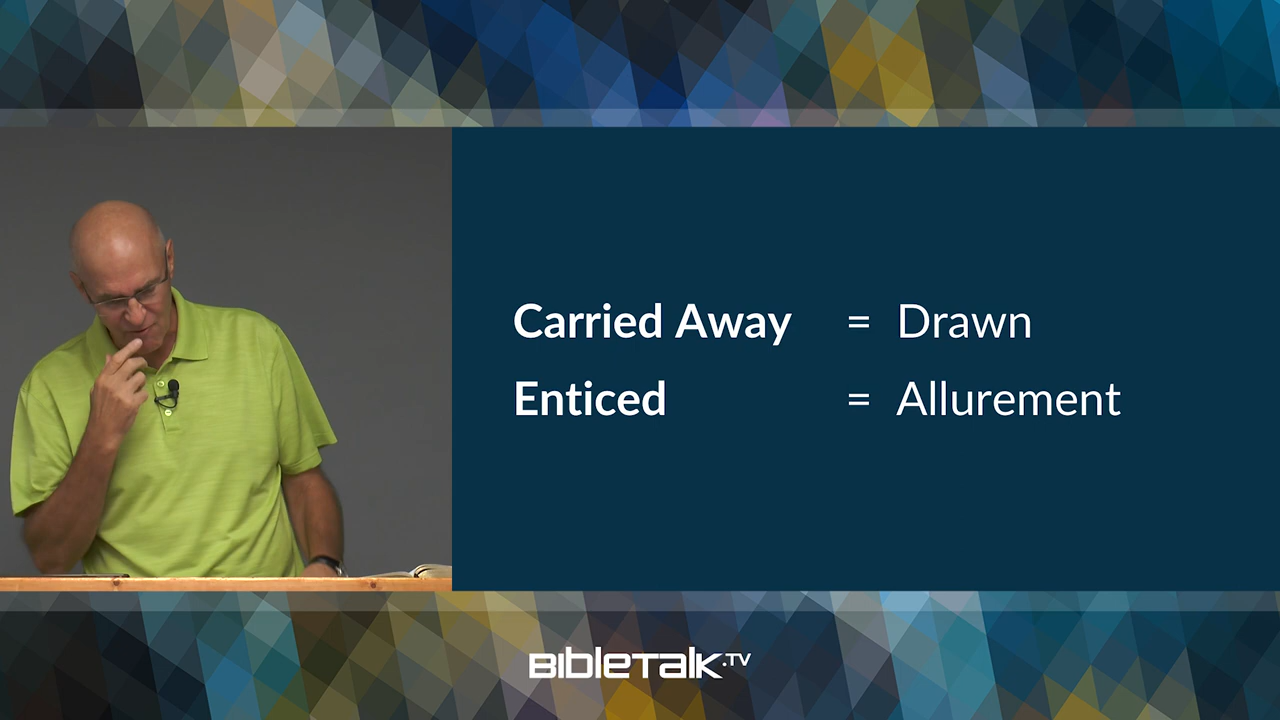 Carried Away = Drawn
Enticed = Allurement
BIBLETALK.TV